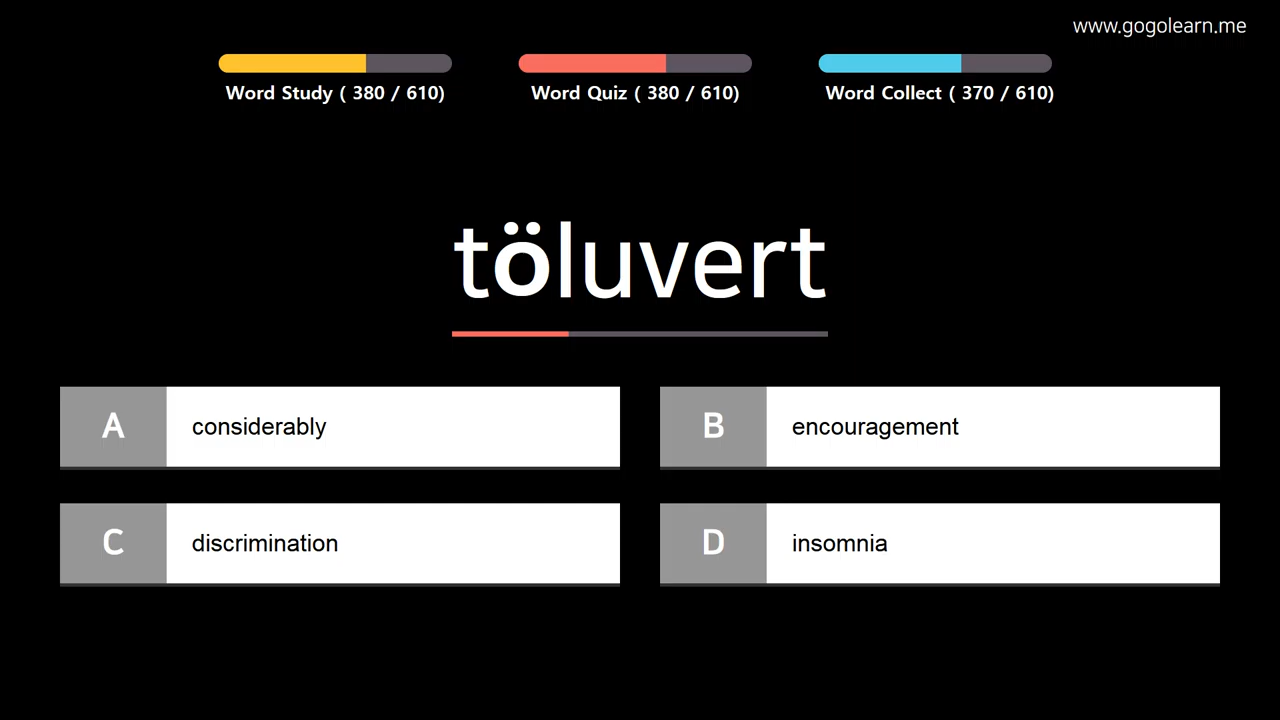 www.gogolearn.me
Word Study ( 380 / 610)
Word Quiz ( 380 / 610)
Word Collect ( 370 / 610)
töluvert
A considerably
B encouragement
C discrimination
D insomnia